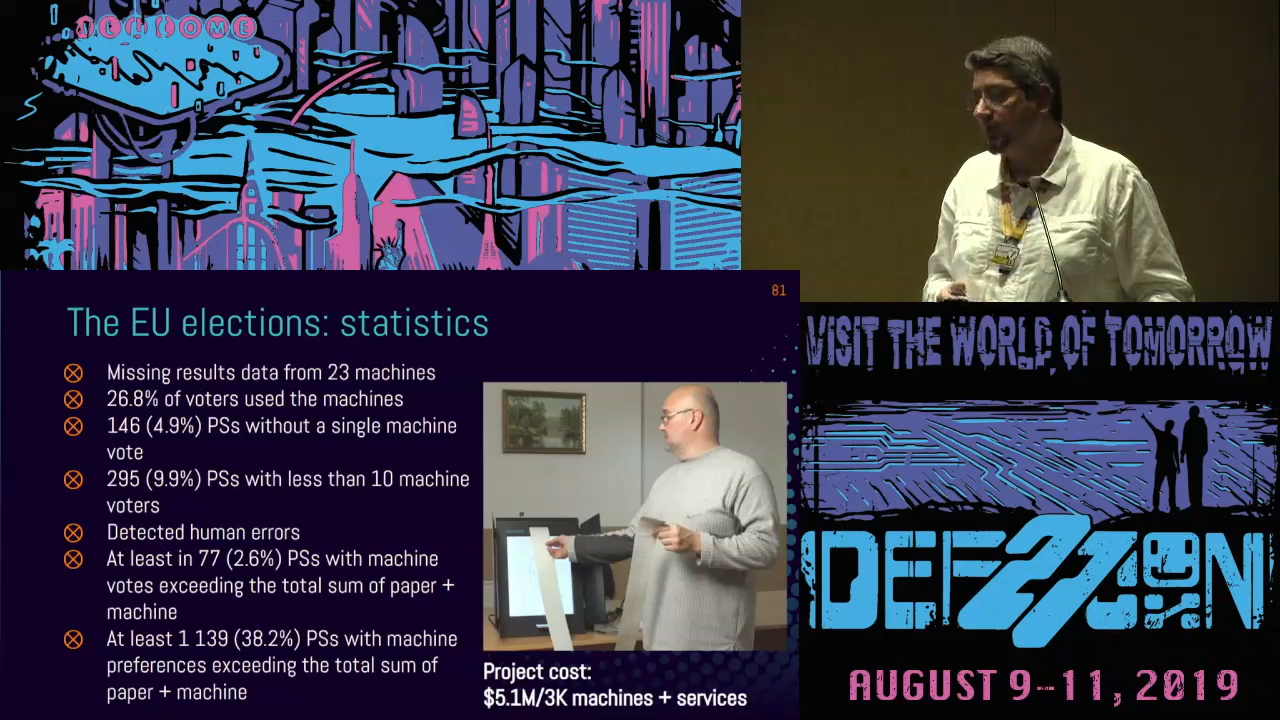 WELCOME
81
The EU elections: statistics
Missing results data from 23 machines
26.8% of voters used the machines
146 (4.9%) PSs without a single machine
vote
295 (9.9%) PSs with less than 10 machine
voters
Detected human errors
At least in 77 (2.6%) PSs with machine
votes exceeding the total sum of paper +
machine
At least 1 139 (38.2%) PSs with machine
preferences exceeding the total sum of
paper + machine
Project cost:
$5.1M/3K machines + services
VISIT THE WORLD OF TOMORROW
DEF27CON
AUGUST 9-11, 2019